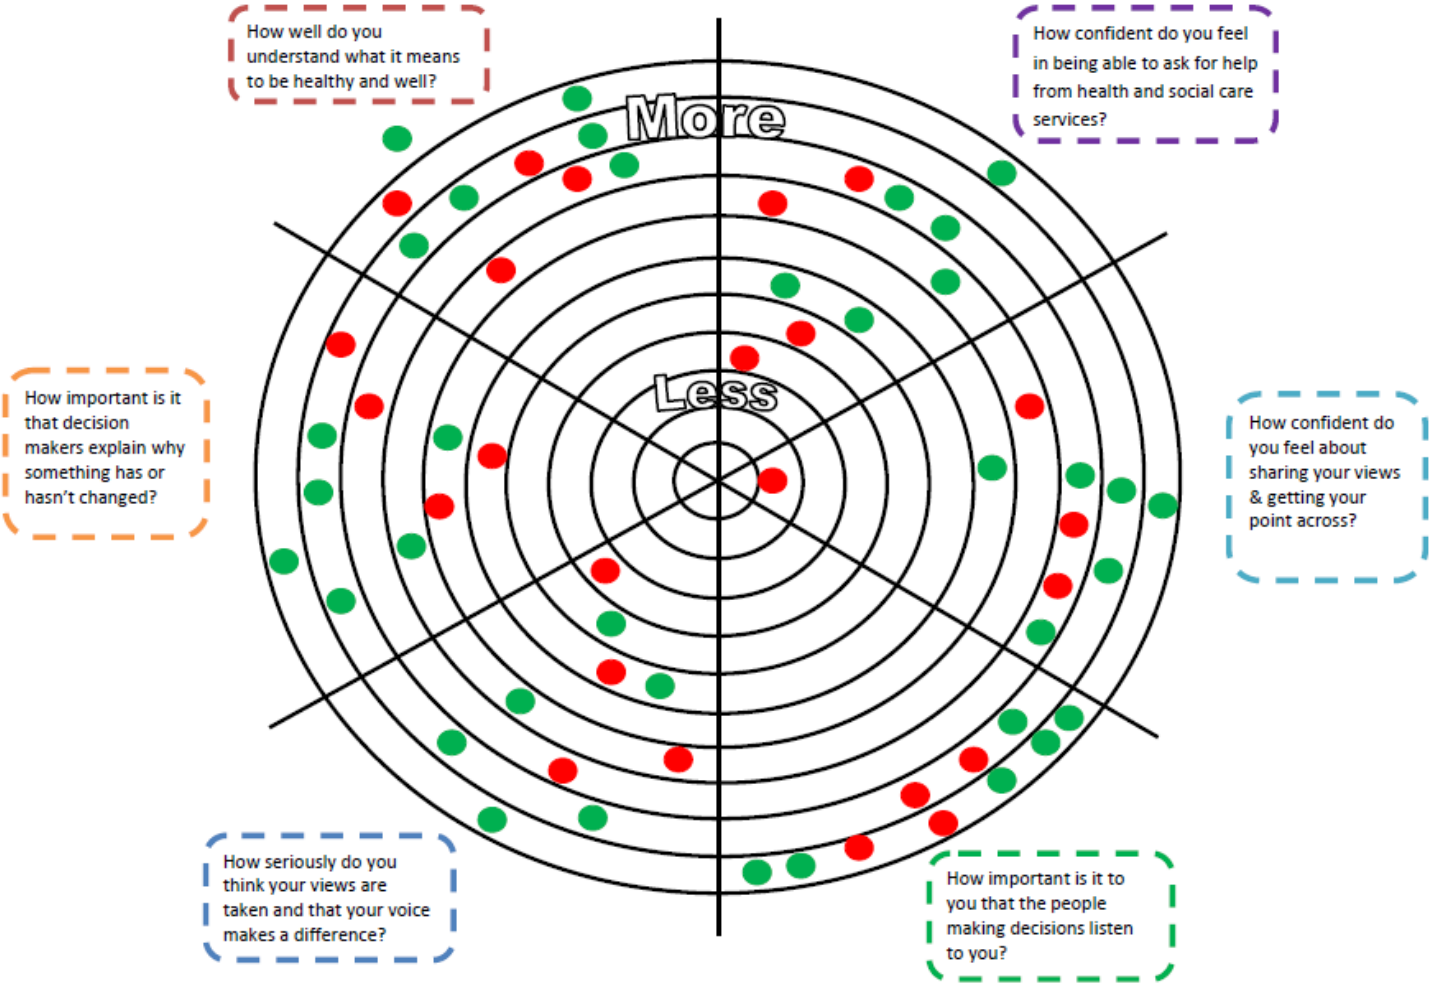 How well do you
understand what it means
to be healthy and well?
How confident do you feel
in being able to ask for help
from health and social care
services?
More
Less
How important is it
that decision
makers explain why
something has or
hasn't changed?
How confident do
you feel about
sharing your views
& getting your
point across?
How seriously do you
think your views are
taken and that your voice
makes a difference?
How important is it to
you that the people
making decisions listen
to you?